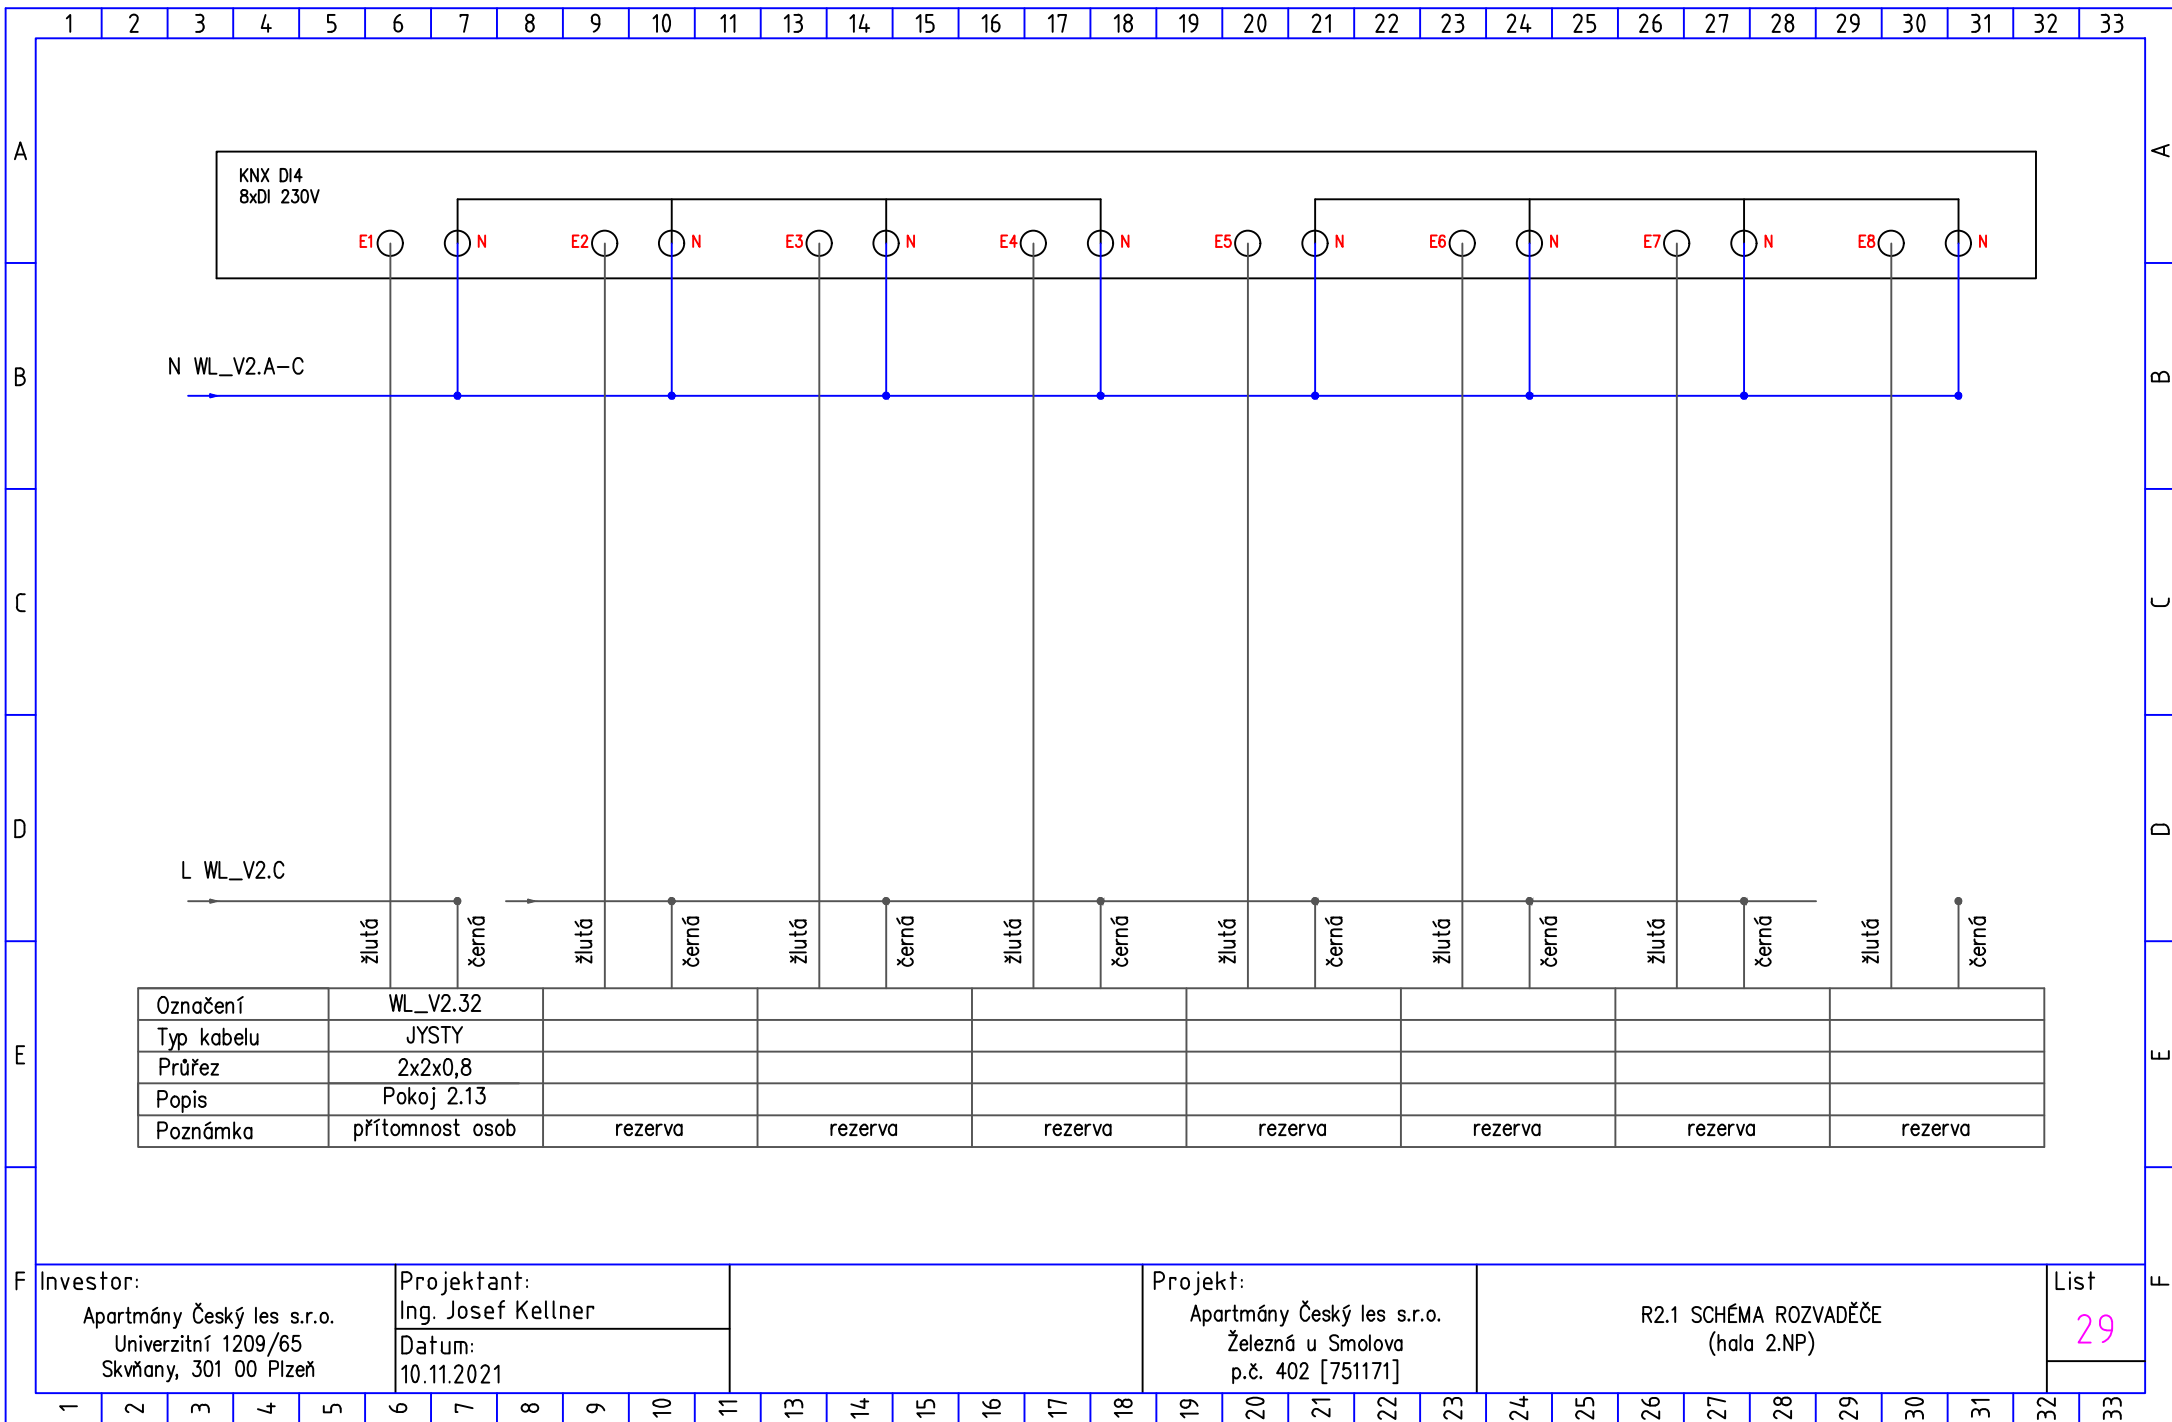 1 2 3 4 5 6 7 8 9 10 11 13 14 15 16 17 18 19 20 21 22 23 24 25 26 27 28 29 30 31 32 33
A A
KNX DI4
8xDI 230V
E1 N E2 N E3 N E4 N E5 N E6 N E7 N E8 N
N WL_V2.A-C
B B
C C
D D
L WL_V2.C
žlutá černá žlutá černá žlutá černá žlutá černá žlutá černá žlutá černá žlutá černá žlutá černá
Označení WL_V2.32
Typ kabelu JYSTY
E E
Průřez 2x2x0,8
Popis Pokoj 2.13
Poznámka přítomnost osob rezerva rezerva rezerva rezerva rezerva rezerva rezerva
F F
Investor:
Apartmány Český les s.r.o.
Univerzitní 1209/65
Skvňany, 301 00 Plzeň
Projektant:
Ing. Josef Kellner
Datum:
10.11.2021
Projekt:
Apartmány Český les s.r.o.
Železná u Smolova
p.č. 402 [751171]
R2.1 SCHÉMA ROZVADĚČE
(hala 2.NP)
List
29
1 2 3 4 5 6 7 8 9 10 11 13 14 15 16 17 18 19 20 21 22 23 24 25 26 27 28 29 30 31 32 33